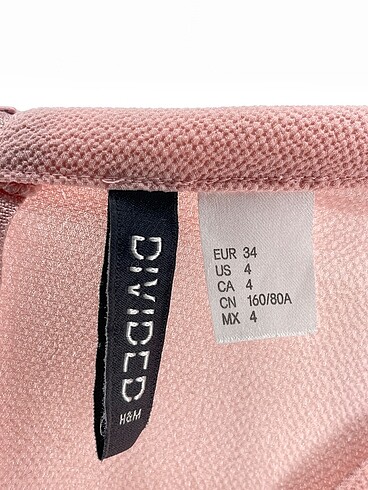 DIVIDED
H&M
EUR 34
US 4
CA 4
CN 160/80A
MX 4